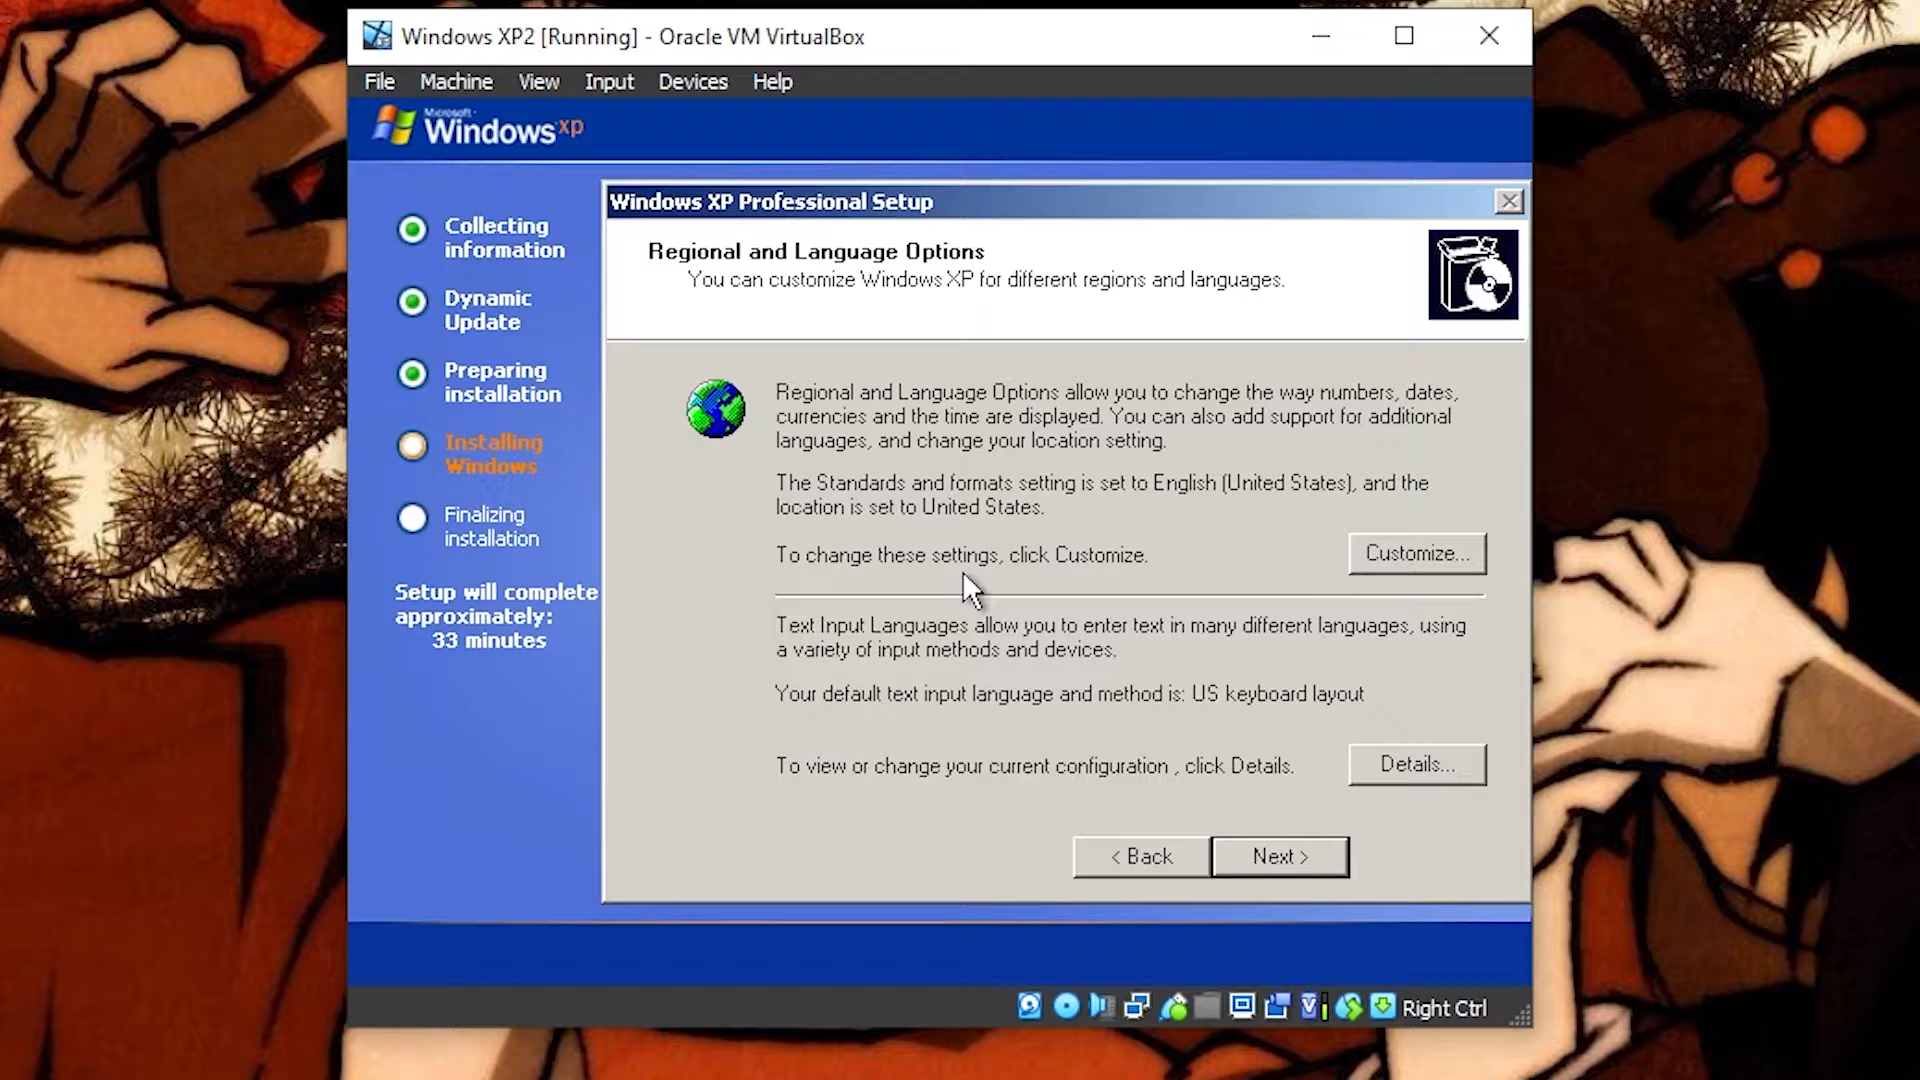 Windows XP2 [Running] - Oracle VM VirtualBox
File Machine View Input Devices Help
Microsoft
Windows xp
Collecting
information
Dynamic
Update
Preparing
installation
Installing
Windows
Finalizing
installation
Setup will complete
approximately:
33 minutes
Windows XP Professional Setup
Regional and Language Options
You can customize Windows XP for different regions and languages.
Regional and Language Options allow you to change the way numbers, dates,
currencies and the time are displayed. You can also add support for additional
languages, and change your location setting.
The Standards and formats setting is set to English (United States), and the
location is set to United States.
To change these settings, click Customize.
Customize...
Text Input Languages allow you to enter text in many different languages, using
a variety of input methods and devices.
Your default text input language and method is: US keyboard layout
To view or change your current configuration , click Details.
Details...
< Back
Next >
Right Ctrl